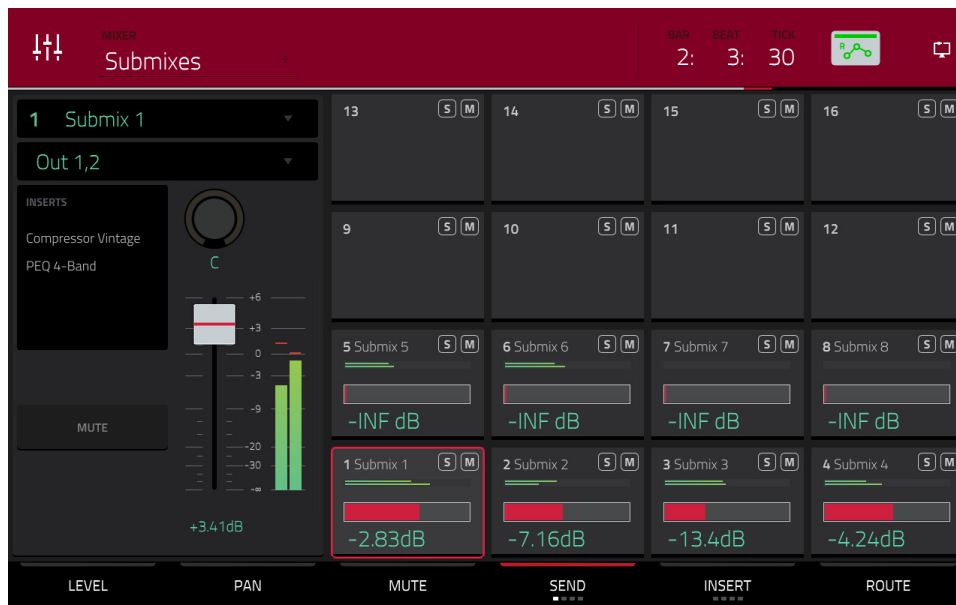 MIXER
Submixes
BAR BEAT TICK
2: 3: 30
R
1 Submix 1
Out 1,2
INSERTS
Compressor Vintage
PEQ 4-Band
C
+6
+3
0
-3
-9
-20
-30
-∞
MUTE
+3.41dB
13 S M
14 S M
15 S M
16 S M
9 S M
10 S M
11 S M
12 S M
5 Submix 5 S M
6 Submix 6 S M
7 Submix 7 S M
8 Submix 8 S M
-INF dB
-INF dB
-INF dB
-INF dB
1 Submix 1 S M
2 Submix 2 S M
3 Submix 3 S M
4 Submix 4 S M
-2.83dB
-7.16dB
-13.4dB
-4.24dB
LEVEL PAN MUTE SEND INSERT ROUTE